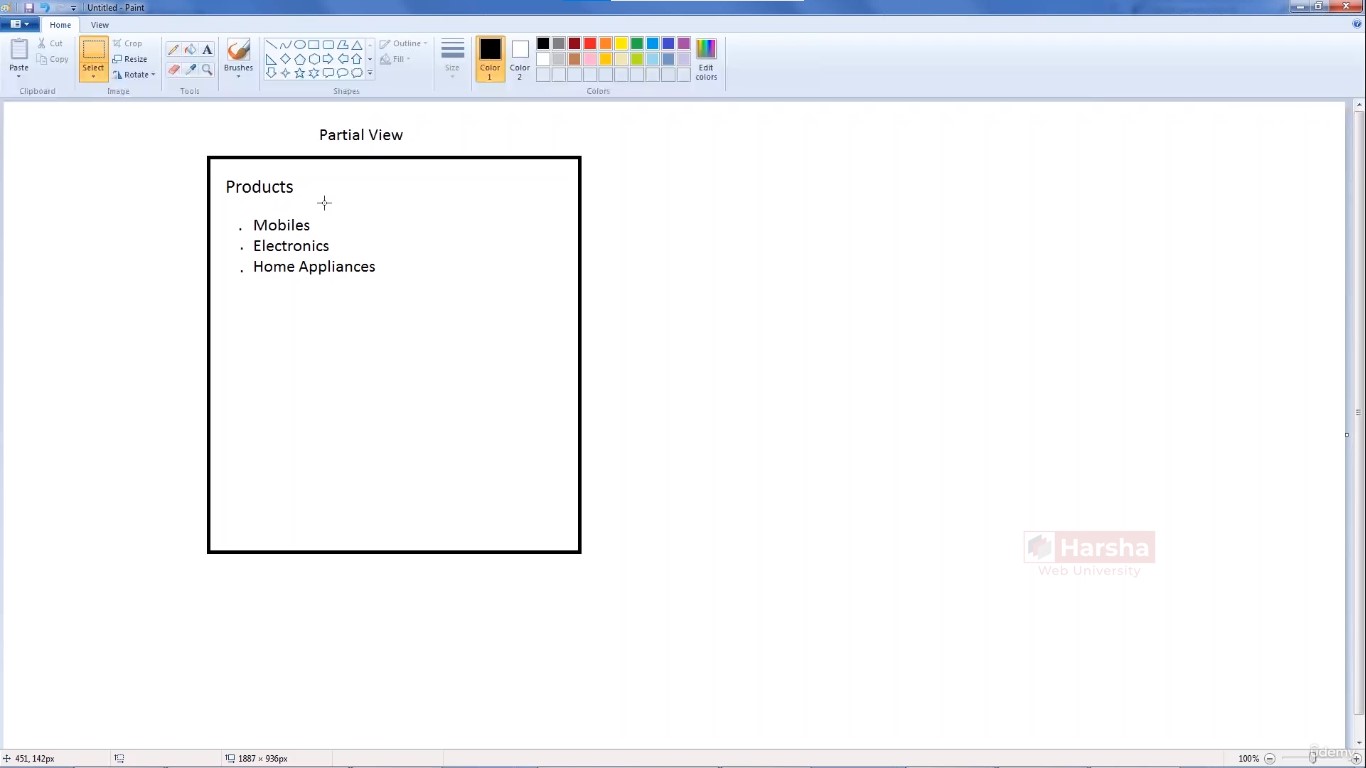 Untitled - Paint
Home View
Cut
Copy
Paste
Clipboard
Crop
Resize
Rotate
Select
Image
A
Tools
Brushes
Shapes
Outline
Fill
Size
Color 1
Color 2
Edit colors
Colors
Partial View
Products
. Mobiles
. Electronics
. Home Appliances
Harsha
Web University
451, 142px
1887 × 936px
100%
ûdemy